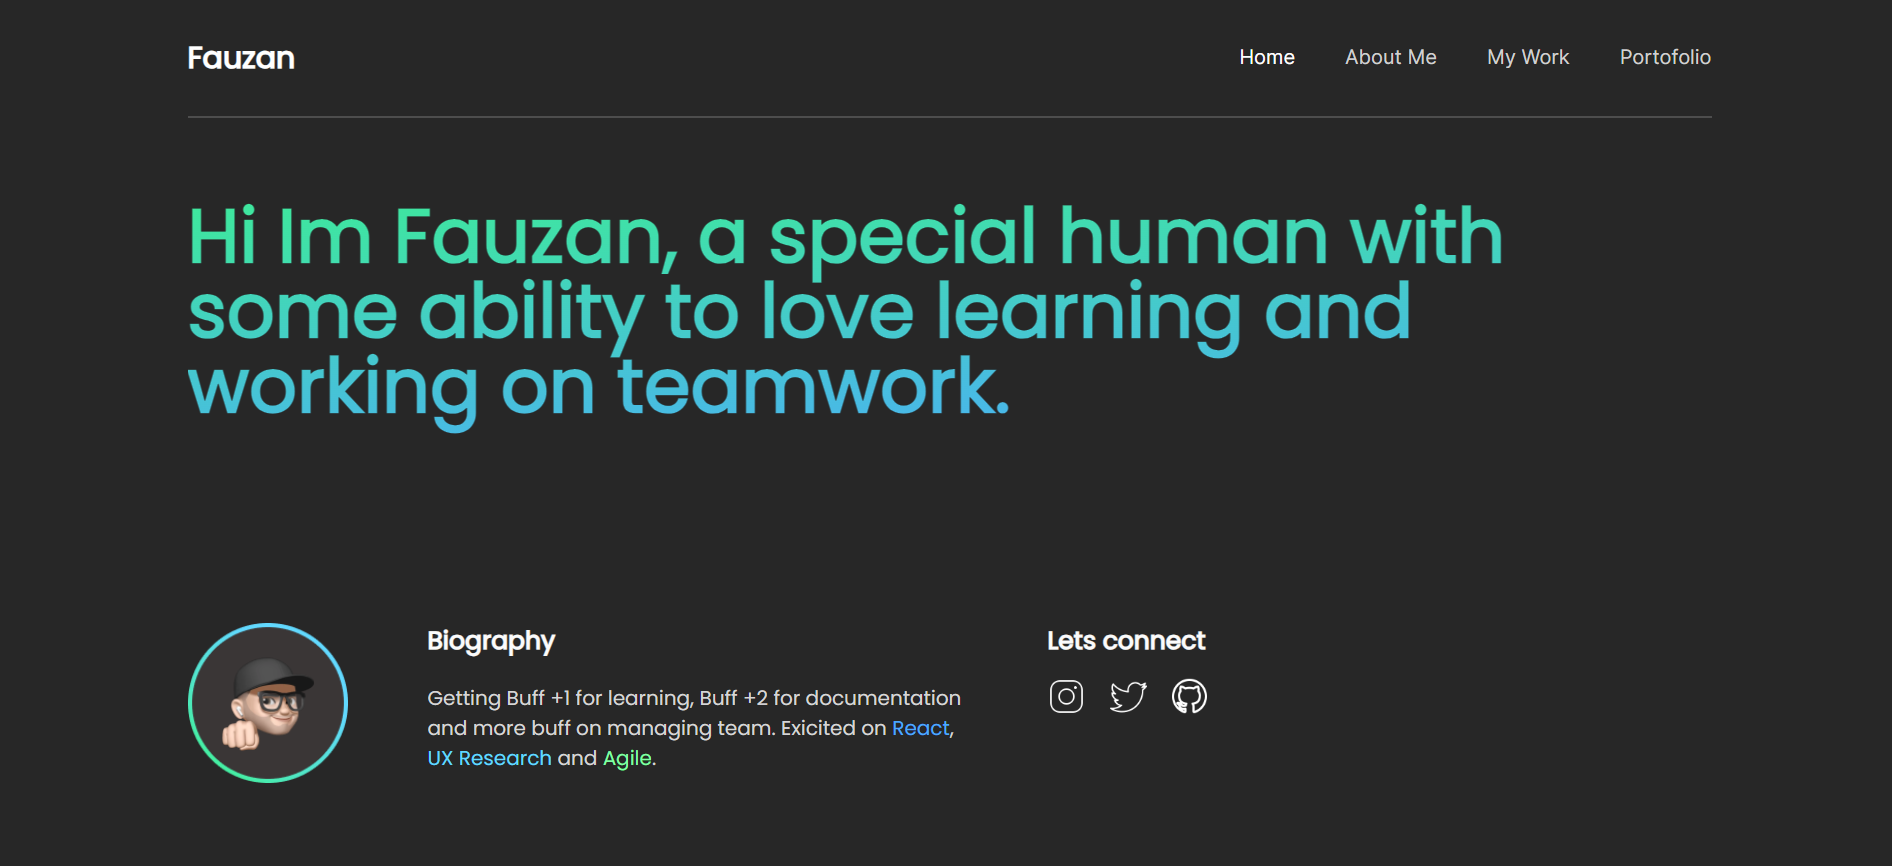 Fauzan
Home About Me My Work Portofolio
Hi Im Fauzan, a special human with
some ability to love learning and
working on teamwork.
Biography
Getting Buff +1 for learning, Buff +2 for documentation
and more buff on managing team. Exicited on React,
UX Research and Agile.
Lets connect